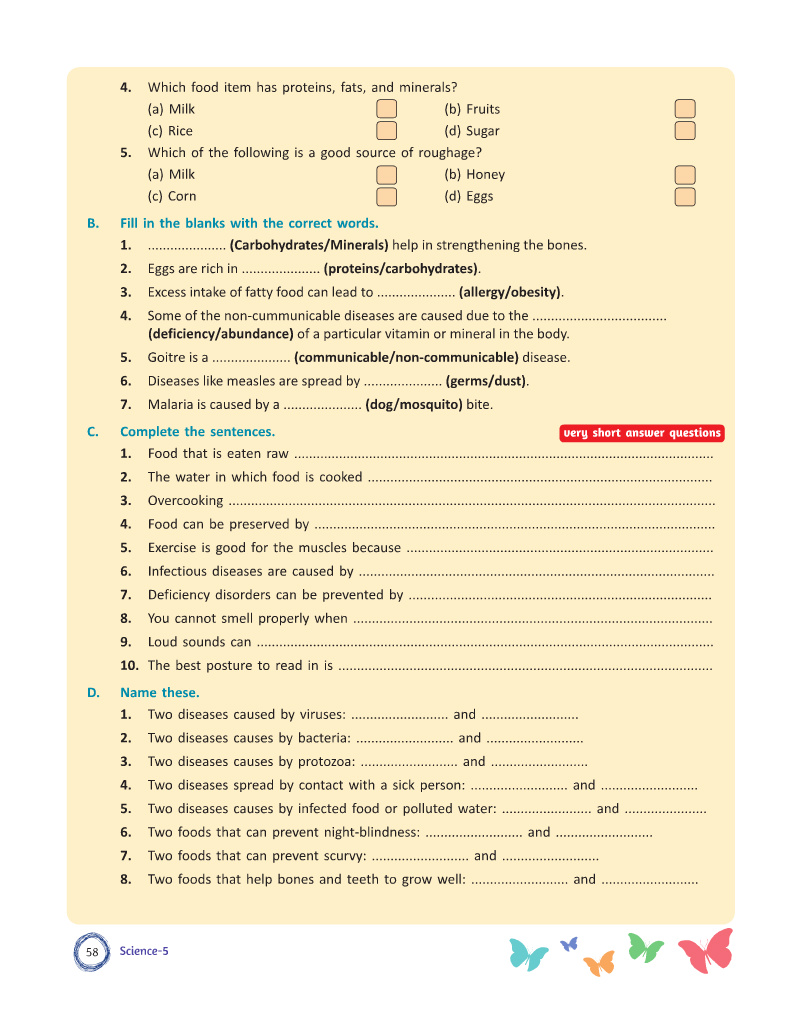 4. Which food item has proteins, fats, and minerals?
(a) Milk (b) Fruits
(c) Rice (d) Sugar
5. Which of the following is a good source of roughage?
(a) Milk (b) Honey
(c) Corn (d) Eggs
B. Fill in the blanks with the correct words.
1. .................... (Carbohydrates/Minerals) help in strengthening the bones.
2. Eggs are rich in .................... (proteins/carbohydrates).
3. Excess intake of fatty food can lead to .................... (allergy/obesity).
4. Some of the non-cummunicable diseases are caused due to the ...................................
(deficiency/abundance) of a particular vitamin or mineral in the body.
5. Goitre is a .................... (communicable/non-communicable) disease.
6. Diseases like measles are spread by .................... (germs/dust).
7. Malaria is caused by a .................... (dog/mosquito) bite.
C. Complete the sentences. very short answer questions
1. Food that is eaten raw ....................
2. The water in which food is cooked ....................
3. Overcooking ....................
4. Food can be preserved by ....................
5. Exercise is good for the muscles because ....................
6. Infectious diseases are caused by ....................
7. Deficiency disorders can be prevented by ....................
8. You cannot smell properly when ....................
9. Loud sounds can ....................
10. The best posture to read in is ....................
D. Name these.
1. Two diseases caused by viruses: ......................... and .........................
2. Two diseases causes by bacteria: ......................... and .........................
3. Two diseases causes by protozoa: ......................... and .........................
4. Two diseases spread by contact with a sick person: ......................... and .........................
5. Two diseases causes by infected food or polluted water: ....................... and .....................
6. Two foods that can prevent night-blindness: ......................... and .........................
7. Two foods that can prevent scurvy: ......................... and .........................
8. Two foods that help bones and teeth to grow well: ......................... and .........................
58 Science-5